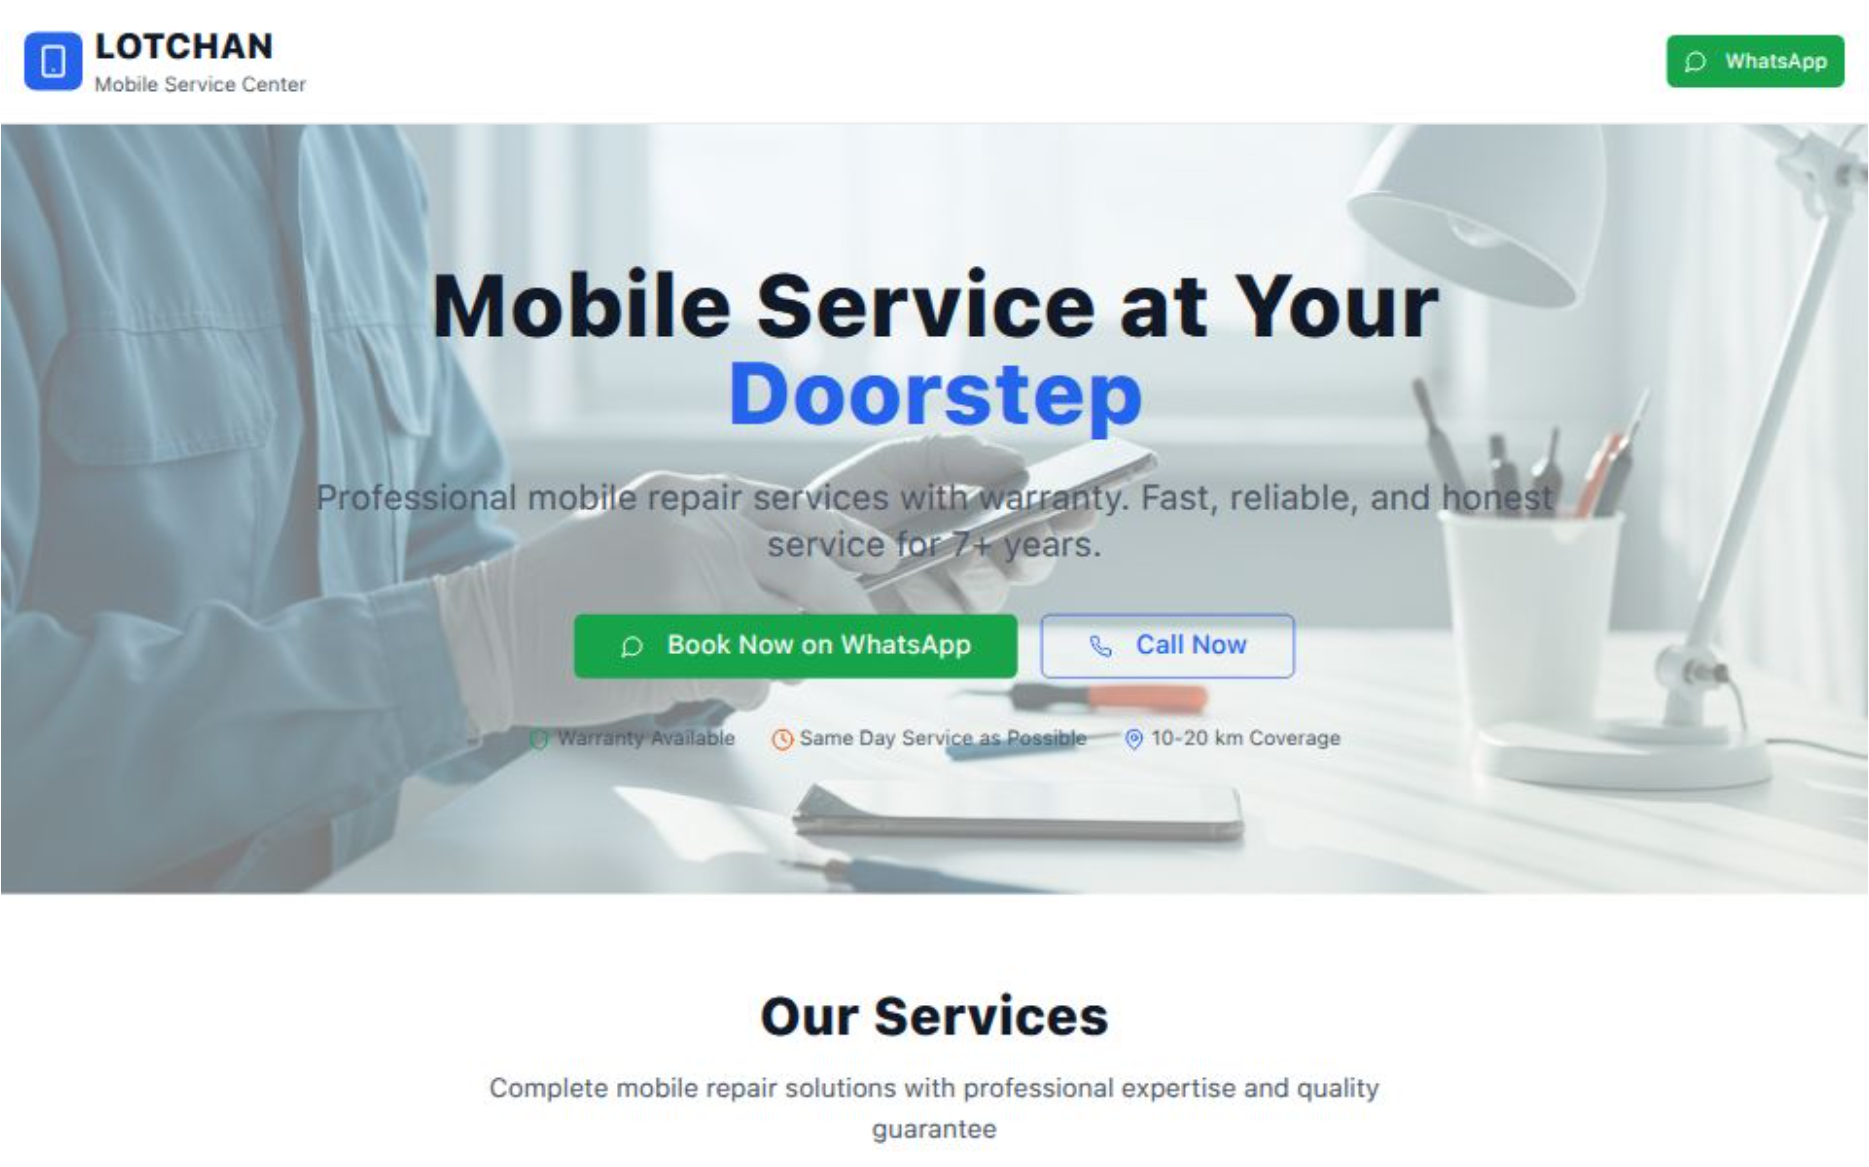 LOTCHAN
Mobile Service Center
WhatsApp
Mobile Service at Your
Doorstep
Professional mobile repair services with warranty. Fast, reliable, and honest
service for 7+ years.
Book Now on WhatsApp
Call Now
Warranty Available
Same Day Service as Possible
10-20 km Coverage
Our Services
Complete mobile repair solutions with professional expertise and quality
guarantee